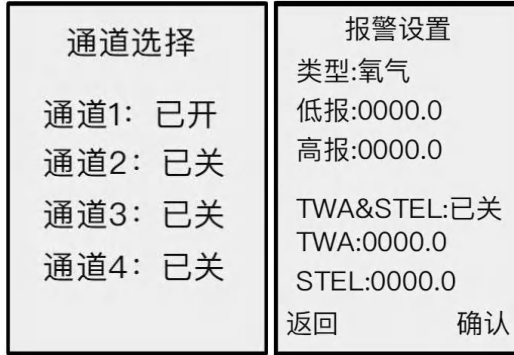 通道选择
通道1：已开
通道2：已关
通道3：已关
通道4：已关
报警设置
类型:氧气
低报:0000.0
高报:0000.0
TWA&STEL:已关
TWA:0000.0
STEL:0000.0
返回 确认